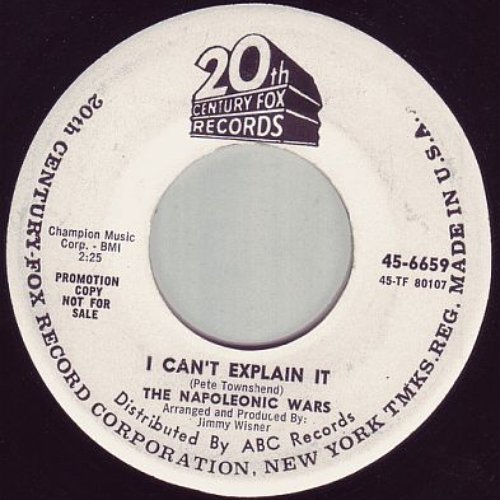 20th
CENTURY FOX
RECORDS
Champion Music
Corp. - BMI
2:25
PROMOTION
COPY
NOT FOR
SALE
45-6659
45-TF 80107
I CAN'T EXPLAIN IT
(Pete Townshend)
THE NAPOLEONIC WARS
Arranged and Produced By:
Jimmy Wisner
Distributed By ABC Records
20th CENTURY-FOX RECORD CORPORATION, NEW YORK TMKS. REG. MADE IN U.S.A.